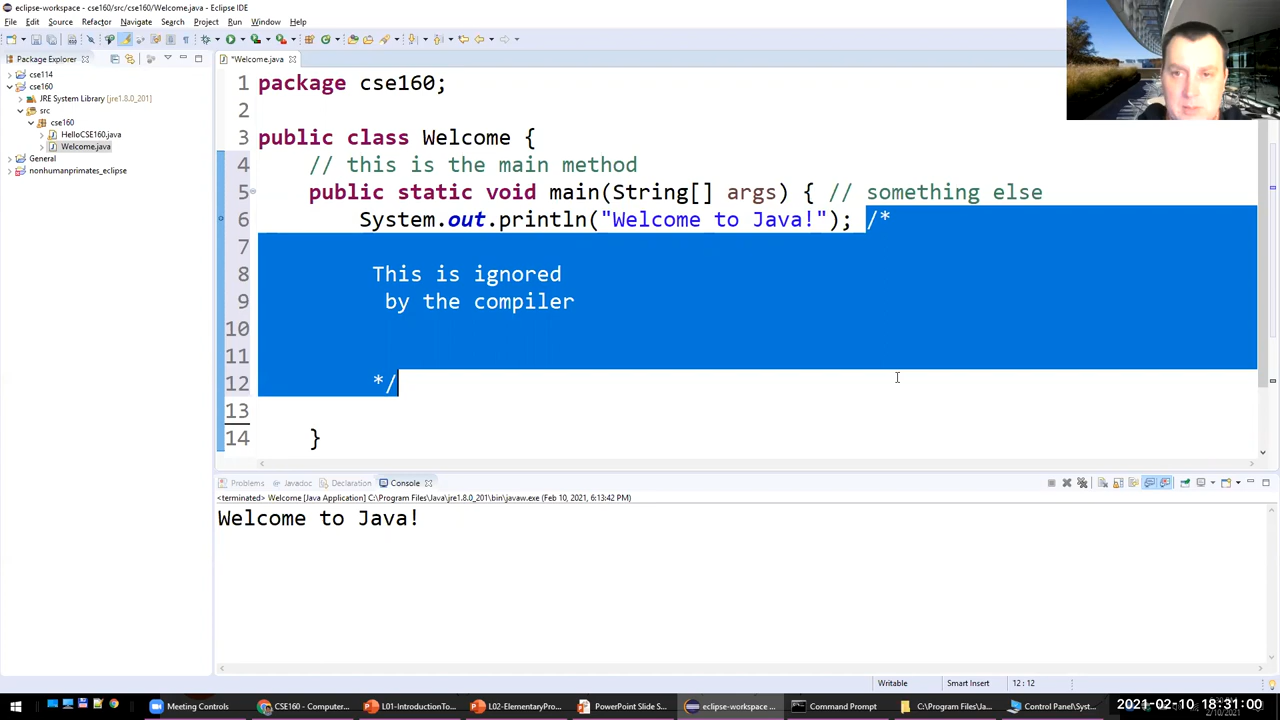 eclipse-workspace - cse160/src/cse160/Welcome.java - Eclipse IDE
File Edit Source Refactor Navigate Search Project Run Window Help
Package Explorer
*Welcome.java
cse114
cse160
JRE System Library [jre1.8.0_201]
src
cse160
HelloCSE160.java
Welcome.java
General
nonhumanprimates_eclipse
1 package cse160;
2
3 public class Welcome {
4 // this is the main method
5 public static void main(String[] args) { // something else
6 System.out.println("Welcome to Java!"); /*
7
8 This is ignored
9 by the compiler
10
11
12 */
13
14 }
Problems Javadoc Declaration Console
<terminated> Welcome [Java Application] C:\Program Files\Java\jre1.8.0_201\bin\javaw.exe (Feb 10, 2021, 6:13:42 PM)
Welcome to Java!
Writable Smart Insert 12 : 12
Meeting Controls CSE160 - Computer... L01-IntroductionTo... L02-ElementaryPro... PowerPoint Slide S... eclipse-workspace ... Command Prompt C:\Program Files\Ja... Control Panel\Syst... 2021-02-10 18:31:00